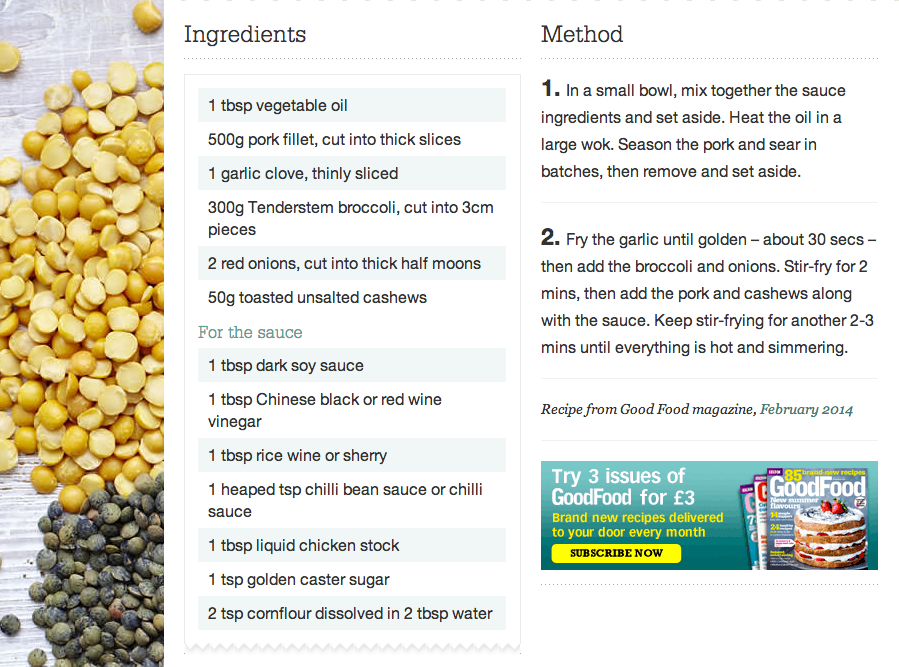 Ingredients
1 tbsp vegetable oil
500g pork fillet, cut into thick slices
1 garlic clove, thinly sliced
300g Tenderstem broccoli, cut into 3cm
pieces
2 red onions, cut into thick half moons
50g toasted unsalted cashews
For the sauce
1 tbsp dark soy sauce
1 tbsp Chinese black or red wine
vinegar
1 tbsp rice wine or sherry
1 heaped tsp chilli bean sauce or chilli
sauce
1 tbsp liquid chicken stock
1 tsp golden caster sugar
2 tsp cornflour dissolved in 2 tbsp water
Method
1. In a small bowl, mix together the sauce
ingredients and set aside. Heat the oil in a
large wok. Season the pork and sear in
batches, then remove and set aside.
2. Fry the garlic until golden – about 30 secs –
then add the broccoli and onions. Stir-fry for 2
mins, then add the pork and cashews along
with the sauce. Keep stir-frying for another 2-3
mins until everything is hot and simmering.
Recipe from Good Food magazine, February 2014
Try 3 issues of
GoodFood for £3
Brand new recipes delivered
to your door every month
SUBSCRIBE NOW
85 brand-new recipes
GoodFood
New summer
flavours